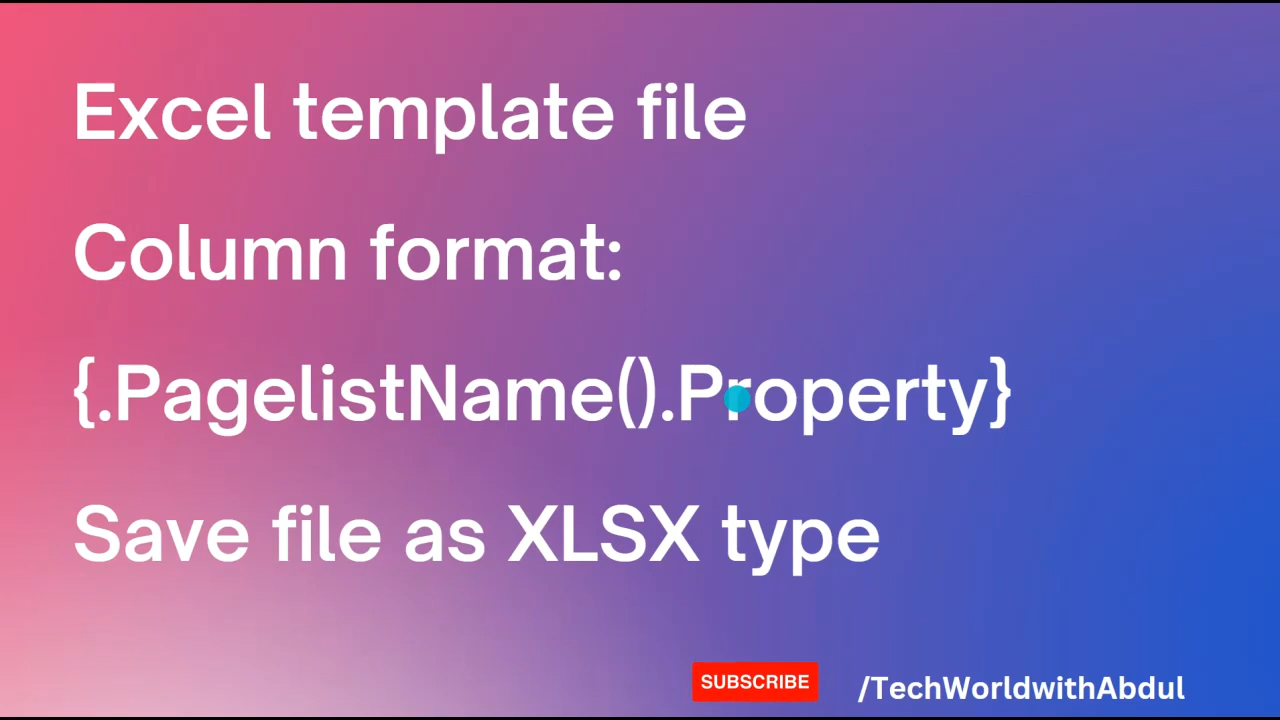 Excel template file
Column format:
{.PagelistName().Property}
Save file as XLSX type
SUBSCRIBE
/TechWorldwithAbdul